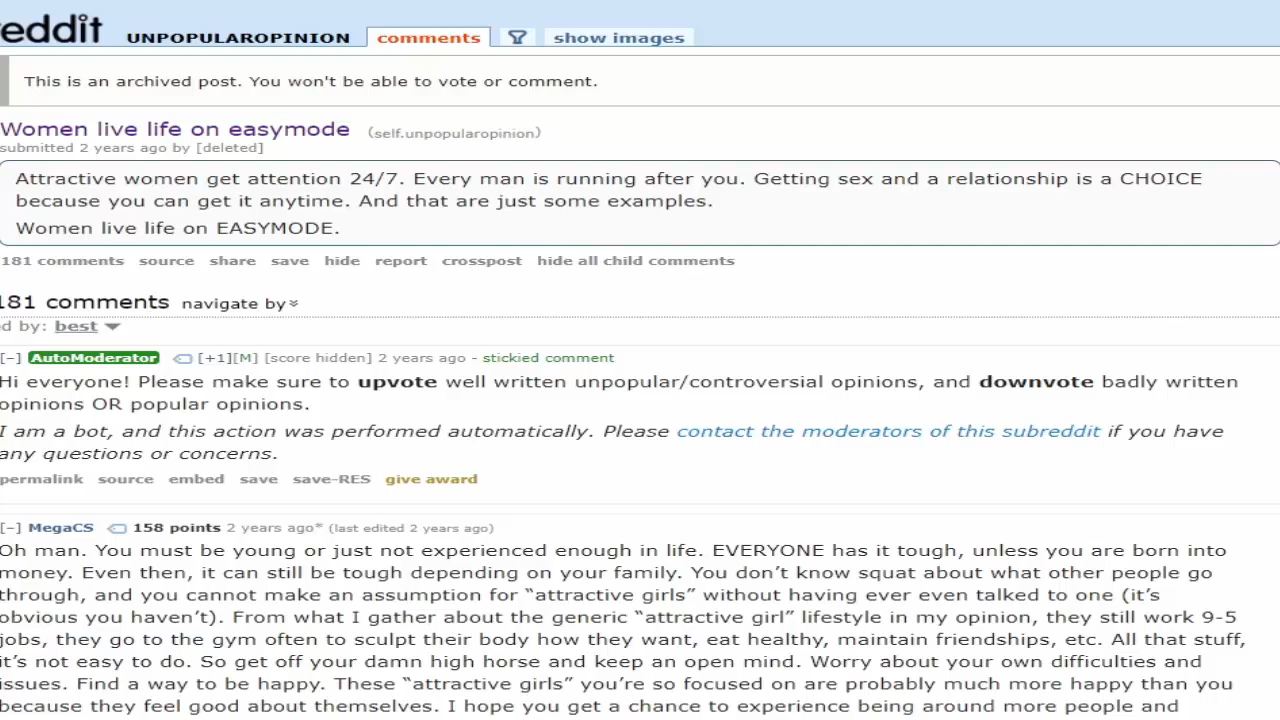 reddit UNPOPULAROPINION comments show images
This is an archived post. You won't be able to vote or comment.
Women live life on easymode (self.unpopularopinion)
submitted 2 years ago by [deleted]
Attractive women get attention 24/7. Every man is running after you. Getting sex and a relationship is a CHOICE
because you can get it anytime. And that are just some examples.
Women live life on EASYMODE.
181 comments source share save hide report crosspost hide all child comments
181 comments navigate by
d by: best
[–] AutoModerator [+1][M] [score hidden] 2 years ago - stickied comment
Hi everyone! Please make sure to upvote well written unpopular/controversial opinions, and downvote badly written
opinions OR popular opinions.
I am a bot, and this action was performed automatically. Please contact the moderators of this subreddit if you have
any questions or concerns.
permalink source embed save save-RES give award
[–] MegaCS 158 points 2 years ago* (last edited 2 years ago)
Oh man. You must be young or just not experienced enough in life. EVERYONE has it tough, unless you are born into
money. Even then, it can still be tough depending on your family. You don’t know squat about what other people go
through, and you cannot make an assumption for “attractive girls” without having ever even talked to one (it’s
obvious you haven’t). From what I gather about the generic “attractive girl” lifestyle in my opinion, they still work 9-5
jobs, they go to the gym often to sculpt their body how they want, eat healthy, maintain friendships, etc. All that stuff,
it’s not easy to do. So get off your damn high horse and keep an open mind. Worry about your own difficulties and
issues. Find a way to be happy. These “attractive girls” you’re so focused on are probably much more happy than you
because they feel good about themselves. I hope you get a chance to experience being around more people and